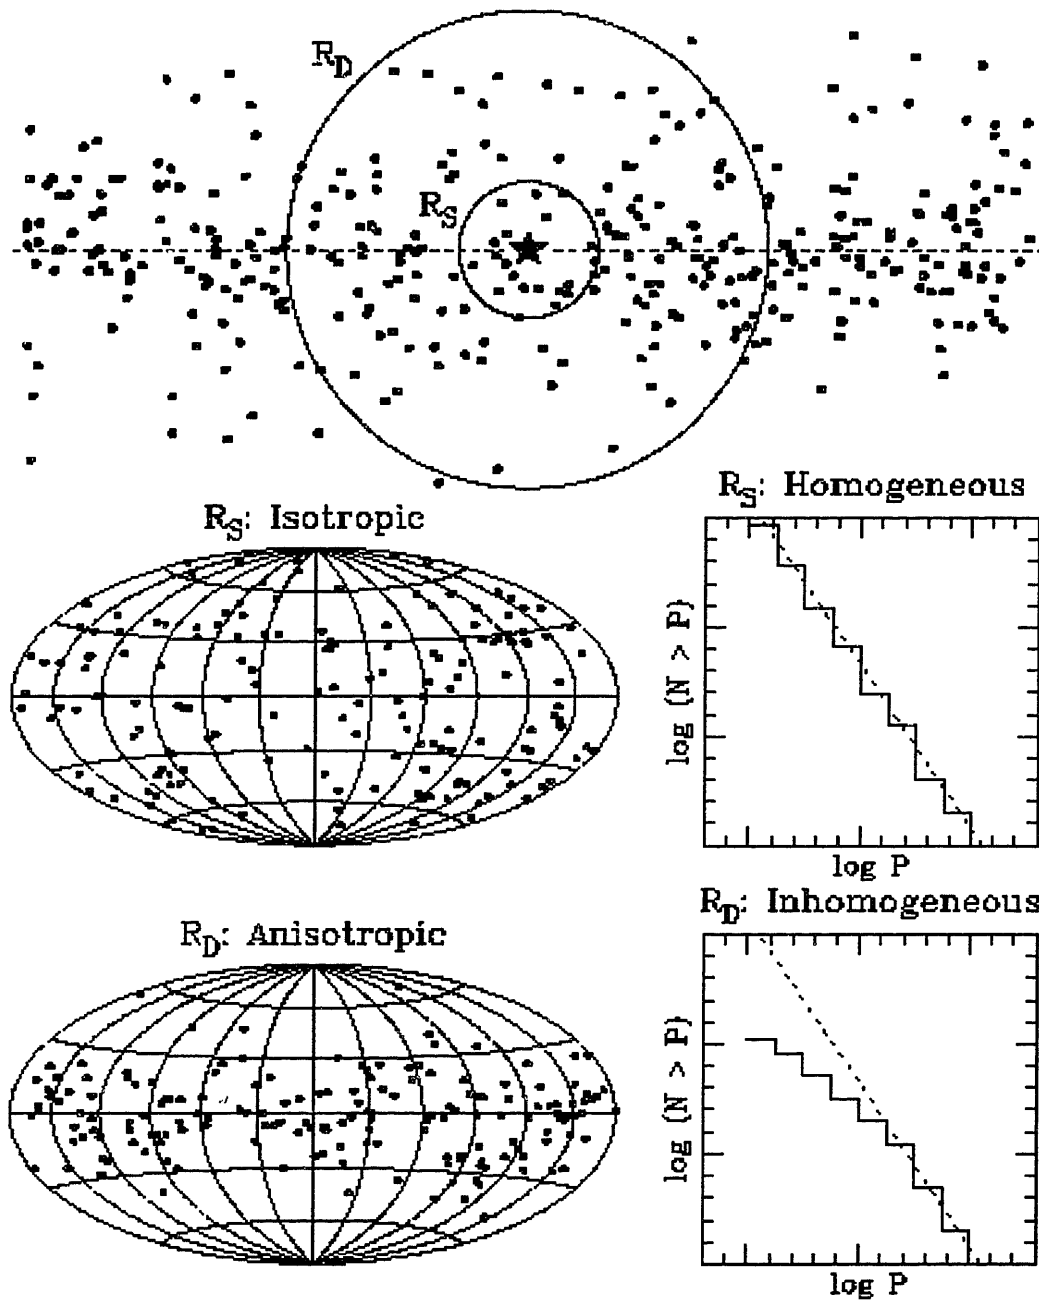 R_D
R_S
R_S: Homogeneous
R_S: Isotropic
log (N > P)
log P
R_D: Inhomogeneous
R_D: Anisotropic
log (N > P)
log P